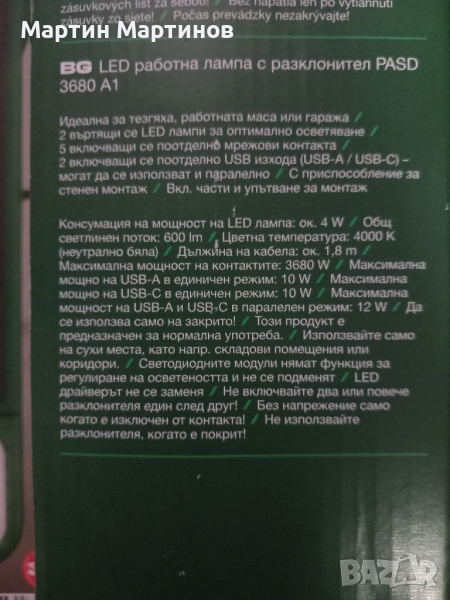 zásuvkových lišt za sebou! / Bez napätia len po vytiahnutí
zásuvky zo siete! / Počas prevádzky nezakrývajte!
Мартин Мартинов
BG LED работна лампа с разклонител PASD
3680 A1
Идеална за тезгяха, работната маса или гаража /
2 въртящи се LED лампи за оптимално осветяване /
5 включващи се поотделно мрежови контакта /
2 включващи се поотделно USB изхода (USB-A / USB-C) –
могат да се използват и паралелно / С приспособление за
стенен монтаж / Вкл. части и упътване за монтаж
Консумация на мощност на LED лампа: ок. 4 W / Общ
светлинен поток: 600 lm / Цветна температура: 4000 K
(неутрално бяла) / Дължина на кабела: ок. 1,8 m /
Максимална мощност на контактите: 3680 W / Максимална
мощно на USB-A в единичен режим: 10 W / Максимална
мощност на USB-C в единичен режим: 10 W / Максимална
мощност на USB-A и USB-C в паралелен режим: 12 W / Да
се използва само на закрито! / Този продукт е
предназначен за нормална употреба. / Използвайте само
на сухи места, като напр. складови помещения или
коридори. / Светодиодните модули нямат функция за
регулиране на осветеността и не се подменят / LED
драйверът не се заменя / Не включвайте два или повече
разклонителя един след друг! / Без напрежение само
когато е изключен от контакта! / Не използвайте
разклонителя, когато е покрит!
BAZAR
.bg